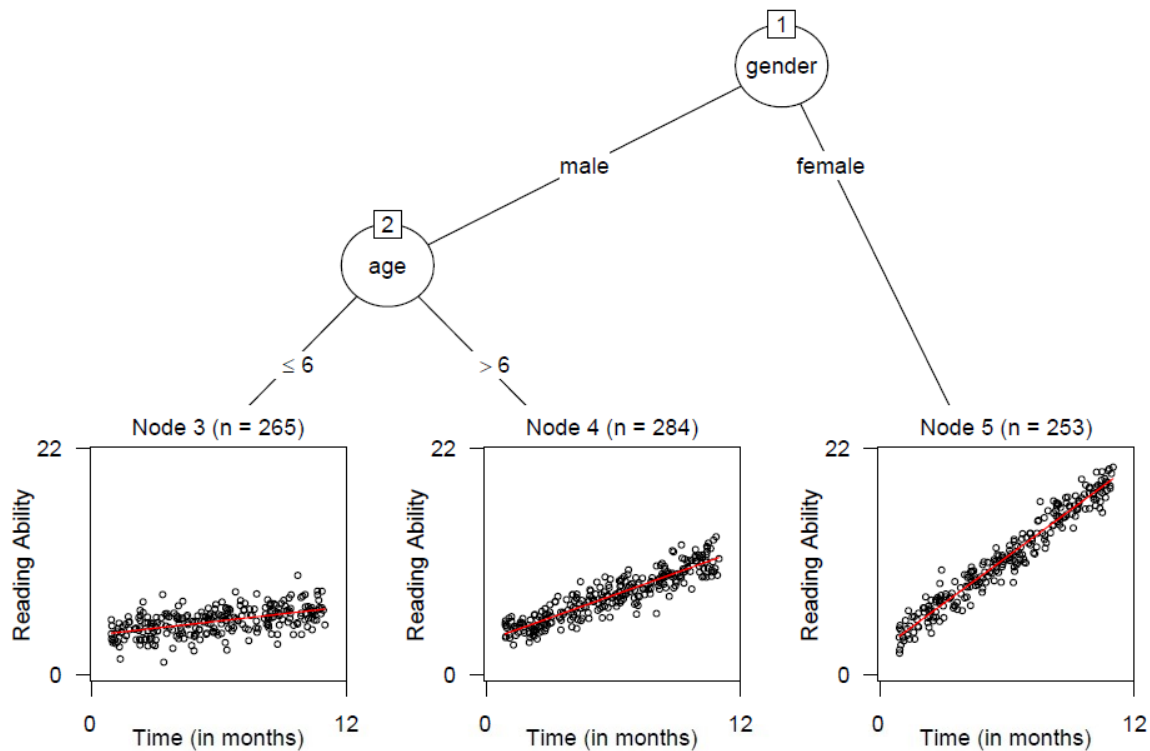 1
gender
male
female
2
age
≤ 6
> 6
Node 3 (n = 265)
Node 4 (n = 284)
Node 5 (n = 253)
22
22
22
Reading Ability
Reading Ability
Reading Ability
0
0
0
0
12
0
12
0
12
Time (in months)
Time (in months)
Time (in months)